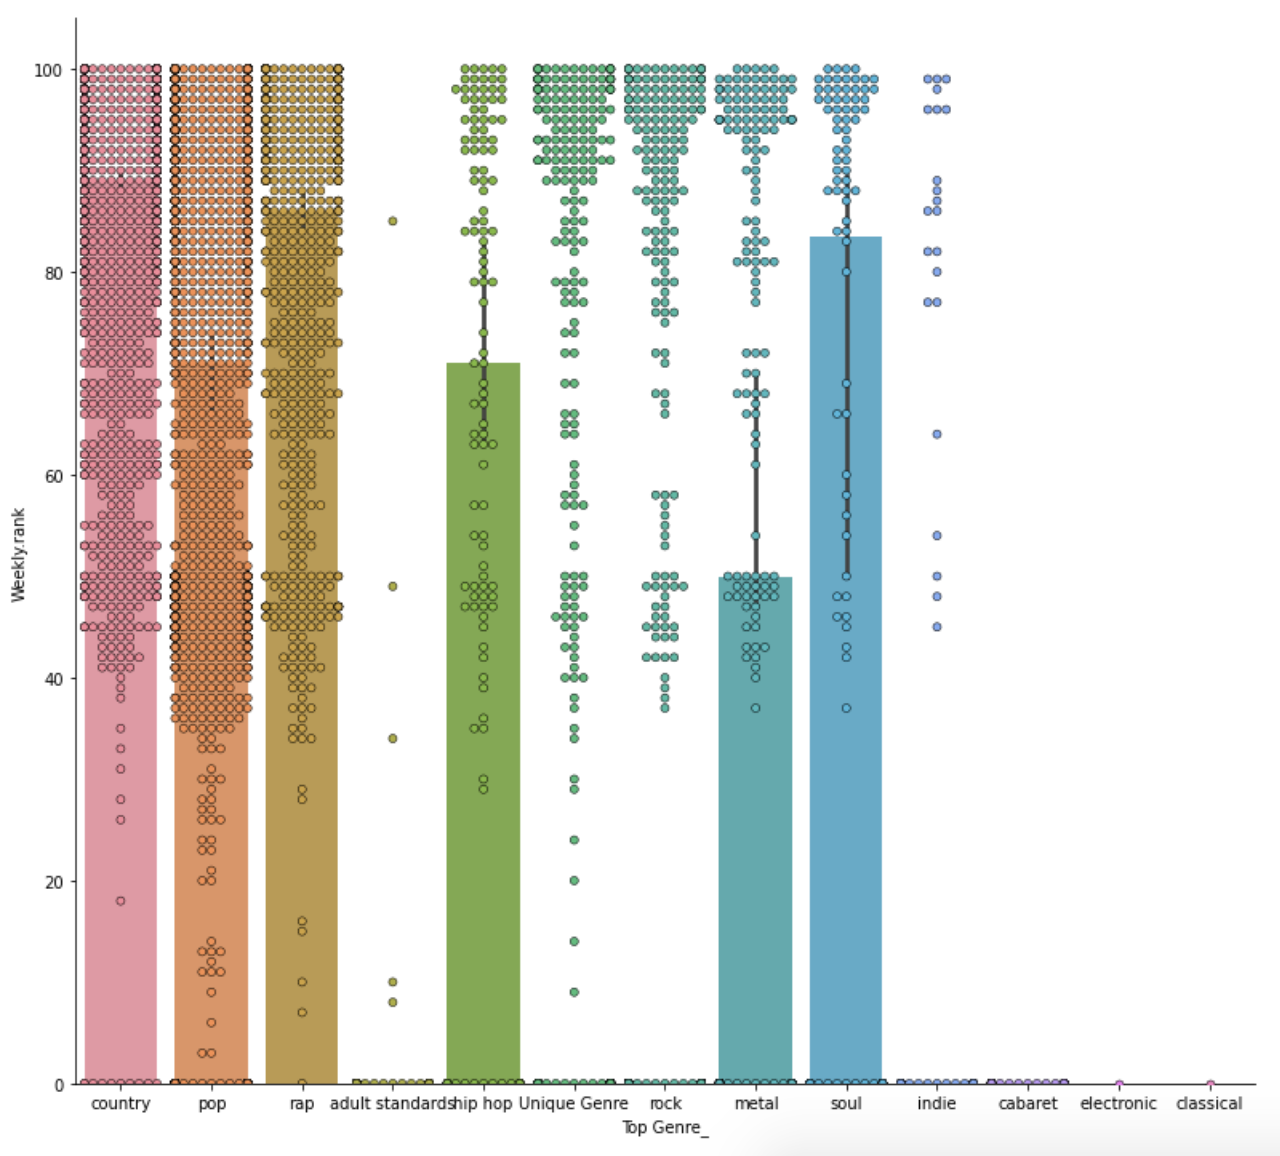 100
80
60
40
20
0
Weekly.rank
country pop rap adult standards hip hop Unique Genre rock metal soul indie cabaret electronic classical
Top Genre_